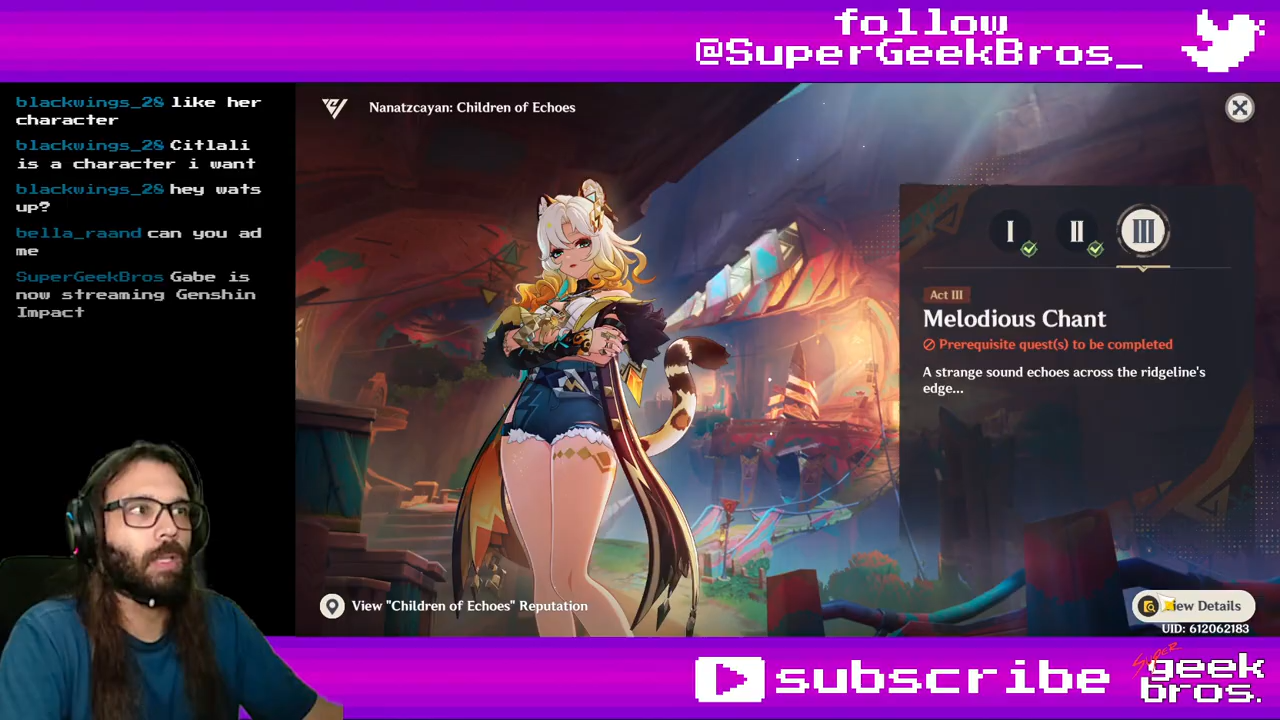 follow
@SuperGeekBros_
blackwings_28 like her
character
blackwings_28 Citlali
is a character i want
blackwings_28 hey wats
up?
bella_raand can you ad
me
SuperGeekBros Gabe is
now streaming Genshin
Impact
Nanatzcayan: Children of Echoes
I II III
Act III
Melodious Chant
Prerequisite quest(s) to be completed
A strange sound echoes across the ridgeline's
edge...
View "Children of Echoes" Reputation
iew Details
UID: 612062183
subscribe
Super
geek
bros.